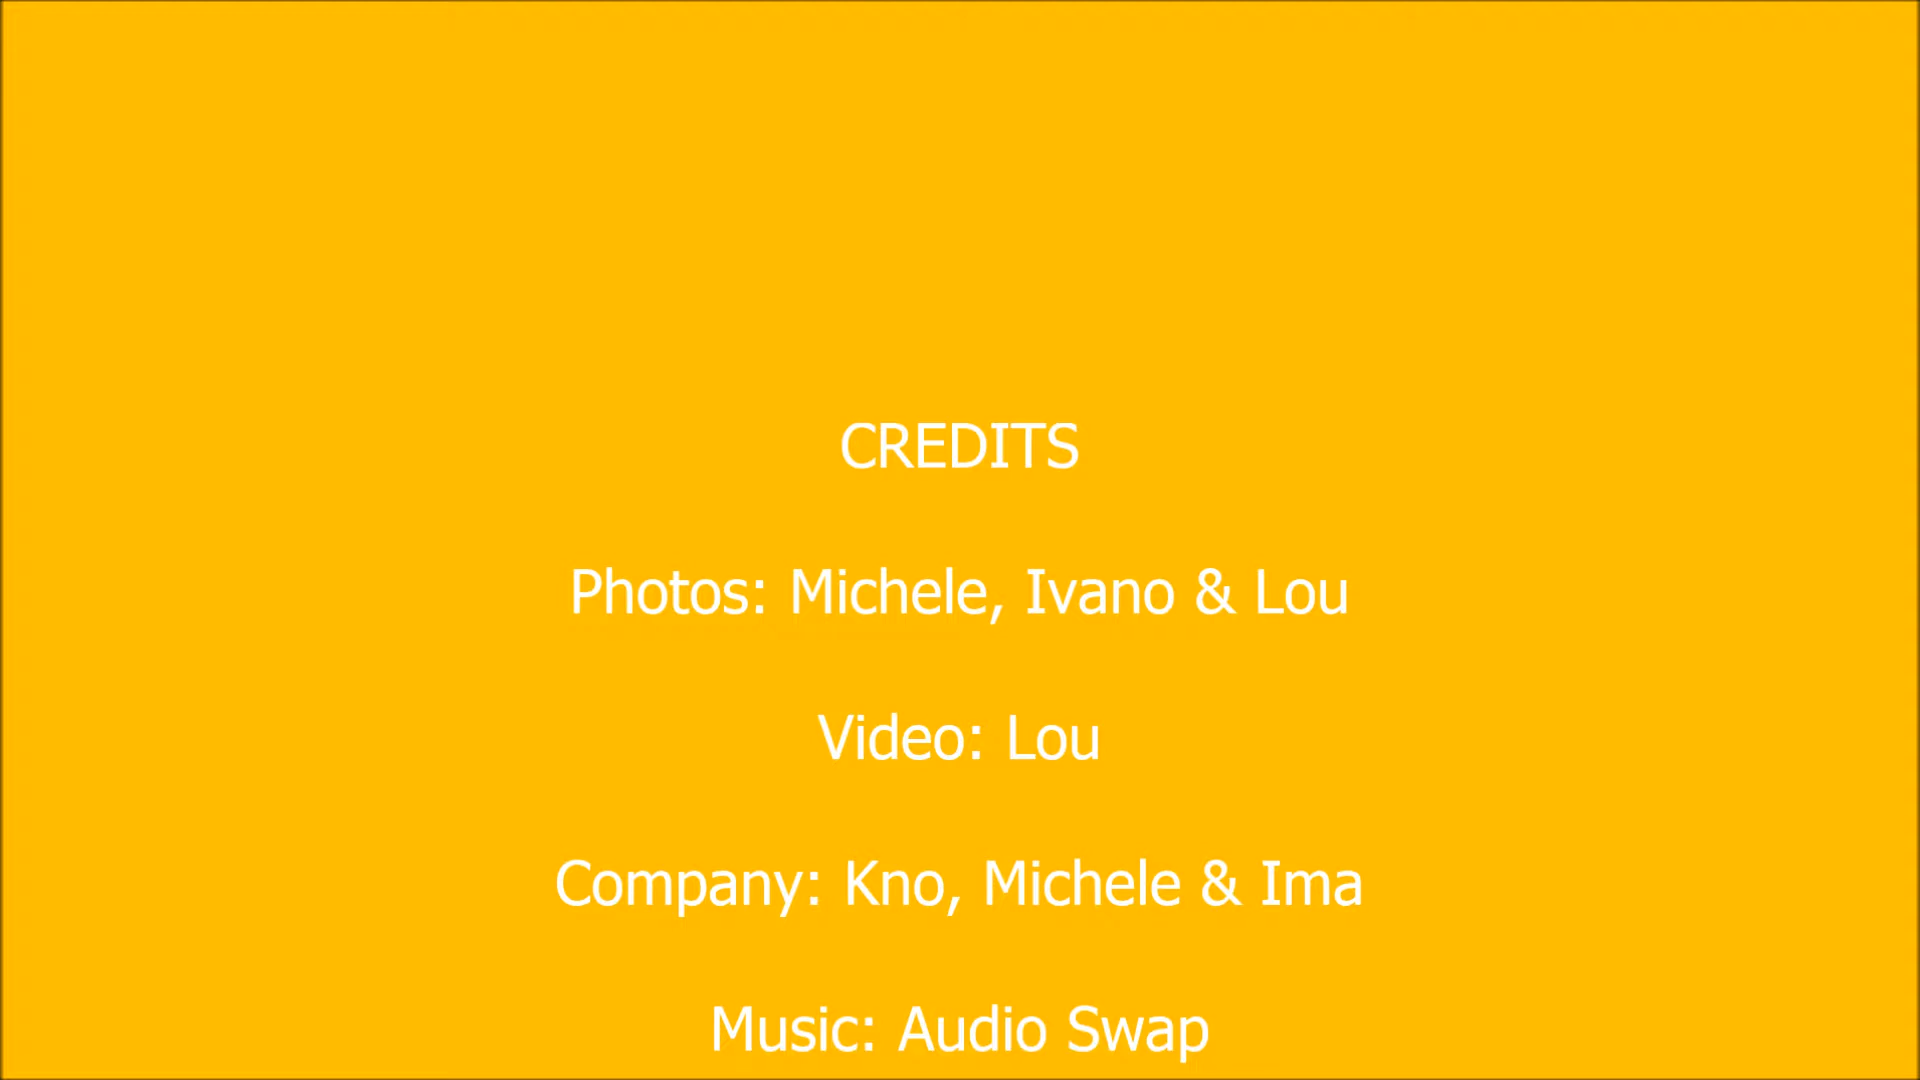 CREDITS
Photos: Michele, Ivano & Lou
Video: Lou
Company: Kno, Michele & Ima
Music: Audio Swap